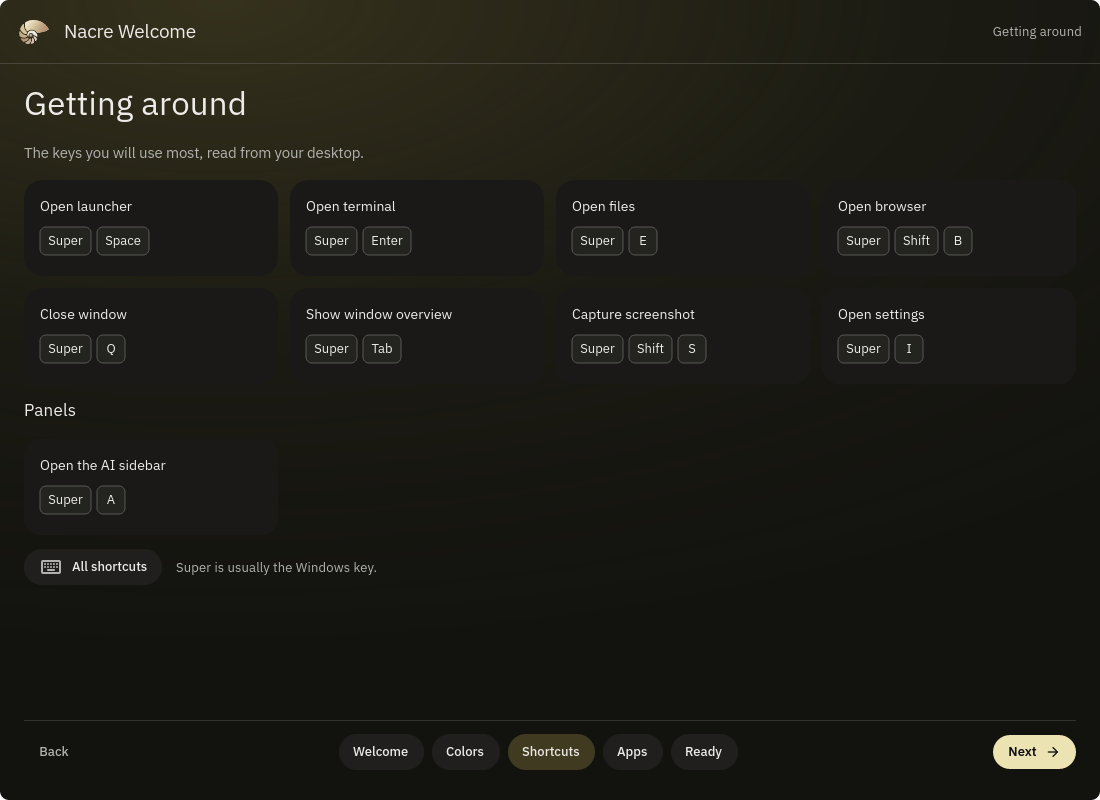 Nacre Welcome
Getting around
Getting around
The keys you will use most, read from your desktop.
Open launcher
Super Space
Open terminal
Super Enter
Open files
Super E
Open browser
Super Shift B
Close window
Super Q
Show window overview
Super Tab
Capture screenshot
Super Shift S
Open settings
Super I
Panels
Open the AI sidebar
Super A
All shortcuts
Super is usually the Windows key.
Back
Welcome
Colors
Shortcuts
Apps
Ready
Next